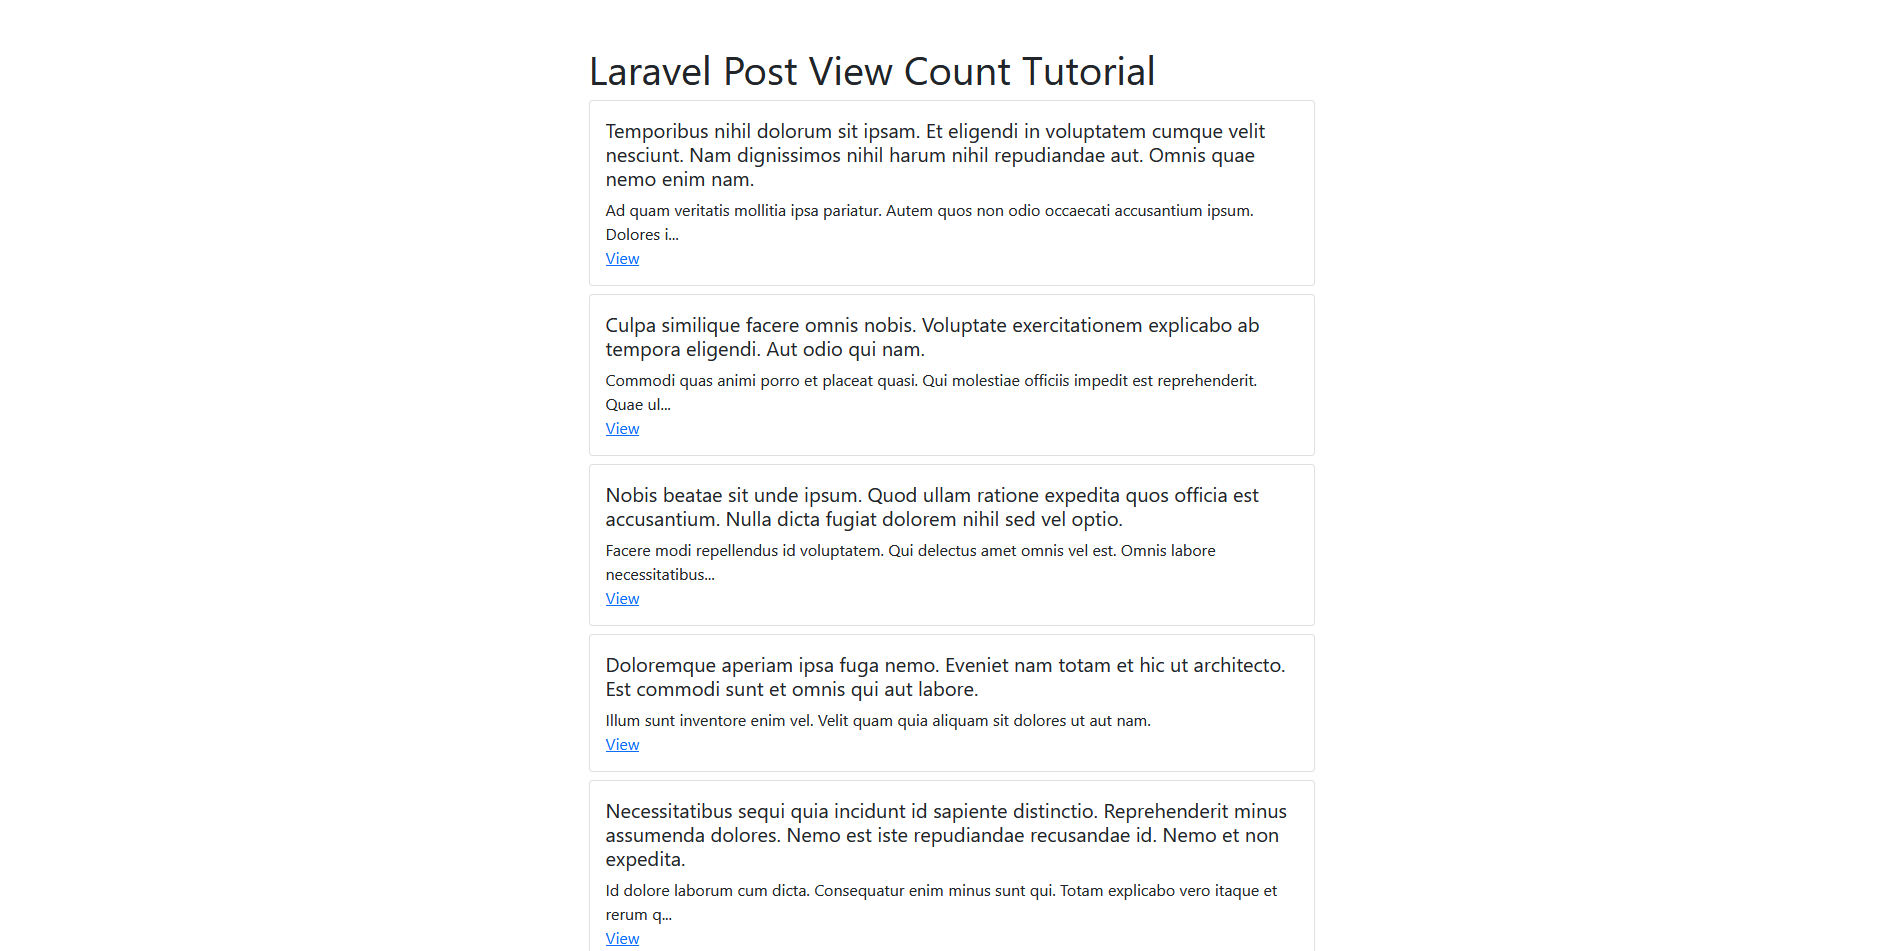 Laravel Post View Count Tutorial
Temporibus nihil dolorum sit ipsam. Et eligendi in voluptatem cumque velit
nesciunt. Nam dignissimos nihil harum nihil repudiandae aut. Omnis quae
nemo enim nam.
Ad quam veritatis mollitia ipsa pariatur. Autem quos non odio occaecati accusantium ipsum.
Dolores i...
View
Culpa similique facere omnis nobis. Voluptate exercitationem explicabo ab
tempora eligendi. Aut odio qui nam.
Commodi quas animi porro et placeat quasi. Qui molestiae officiis impedit est reprehenderit.
Quae ul...
View
Nobis beatae sit unde ipsum. Quod ullam ratione expedita quos officia est
accusantium. Nulla dicta fugiat dolorem nihil sed vel optio.
Facere modi repellendus id voluptatem. Qui delectus amet omnis vel est. Omnis labore
necessitatibus...
View
Doloremque aperiam ipsa fuga nemo. Eveniet nam totam et hic ut architecto.
Est commodi sunt et omnis qui aut labore.
Illum sunt inventore enim vel. Velit quam quia aliquam sit dolores ut aut nam.
View
Necessitatibus sequi quia incidunt id sapiente distinctio. Reprehenderit minus
assumenda dolores. Nemo est iste repudiandae recusandae id. Nemo et non
expedita.
Id dolore laborum cum dicta. Consequatur enim minus sunt qui. Totam explicabo vero itaque et
rerum q...
View